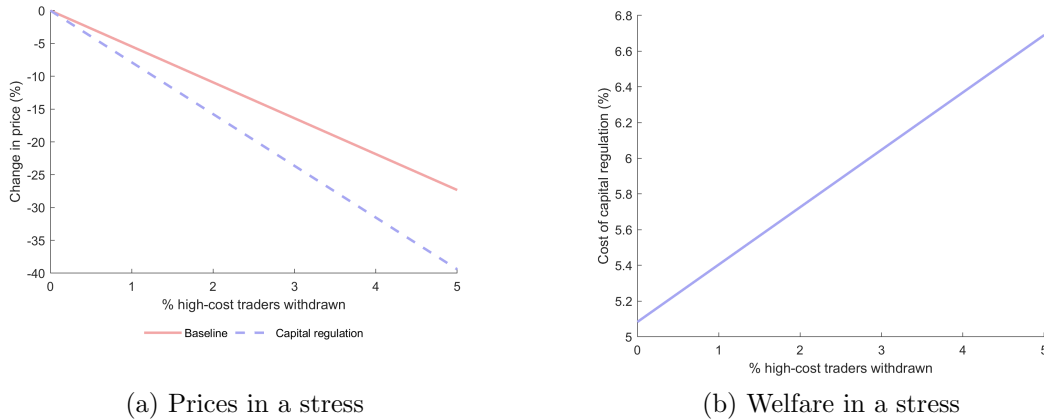 0
-5
-10
-15
-20
-25
-30
-35
-40
Change in price (%)
0 1 2 3 4 5
% high-cost traders withdrawn
Baseline Capital regulation
(a) Prices in a stress
6.8
6.6
6.4
6.2
6
5.8
5.6
5.4
5.2
5
Cost of capital regulation (%)
0 1 2 3 4 5
% high-cost traders withdrawn
(b) Welfare in a stress